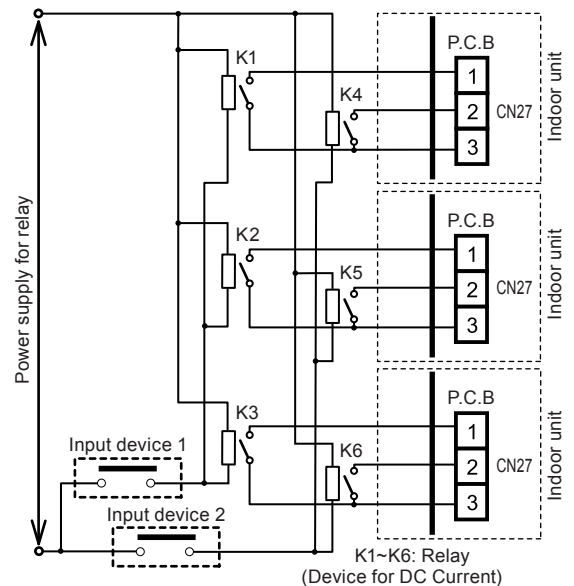 Power supply for relay
K1
K4
P.C.B
1
2
3
CN27
Indoor unit
K2
K5
P.C.B
1
2
3
CN27
Indoor unit
K3
K6
P.C.B
1
2
3
CN27
Indoor unit
Input device 1
Input device 2
K1~K6: Relay
(Device for DC Current)